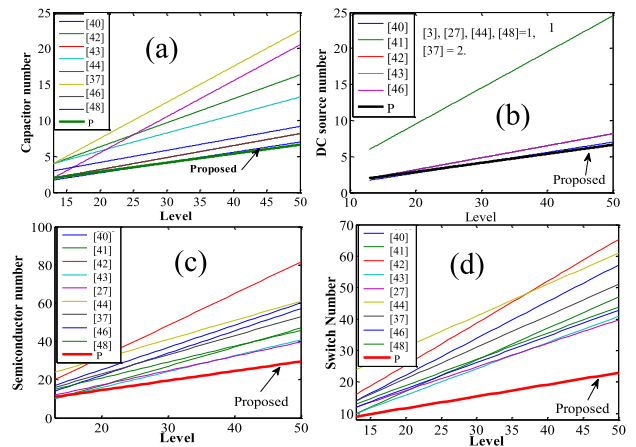 25
20
15
10
5
0
15 20 25 30 35 40 45 50
Capacitor number
Level
[40]
[42]
[43]
[44]
[37]
[46]
[48]
P
(a)
Proposed
25
20
15
10
5
0
10 20 30 40 50
DC source number
Level
[40]
[41]
[42]
[43]
[46]
P
[3], [27], [44], [48]=1, 1
[37] = 2.
(b)
Proposed
100
80
60
40
20
0
20 30 40 50
Semiconductor number
Level
[40]
[41]
[42]
[43]
[27]
[44]
[37]
[46]
[48]
P
(c)
Proposed
70
60
50
40
30
20
10
15 20 25 30 35 40 45 50
Switch Number
Level
[40]
[41]
[42]
[43]
[27]
[44]
[37]
[46]
[48]
P
(d)
Proposed